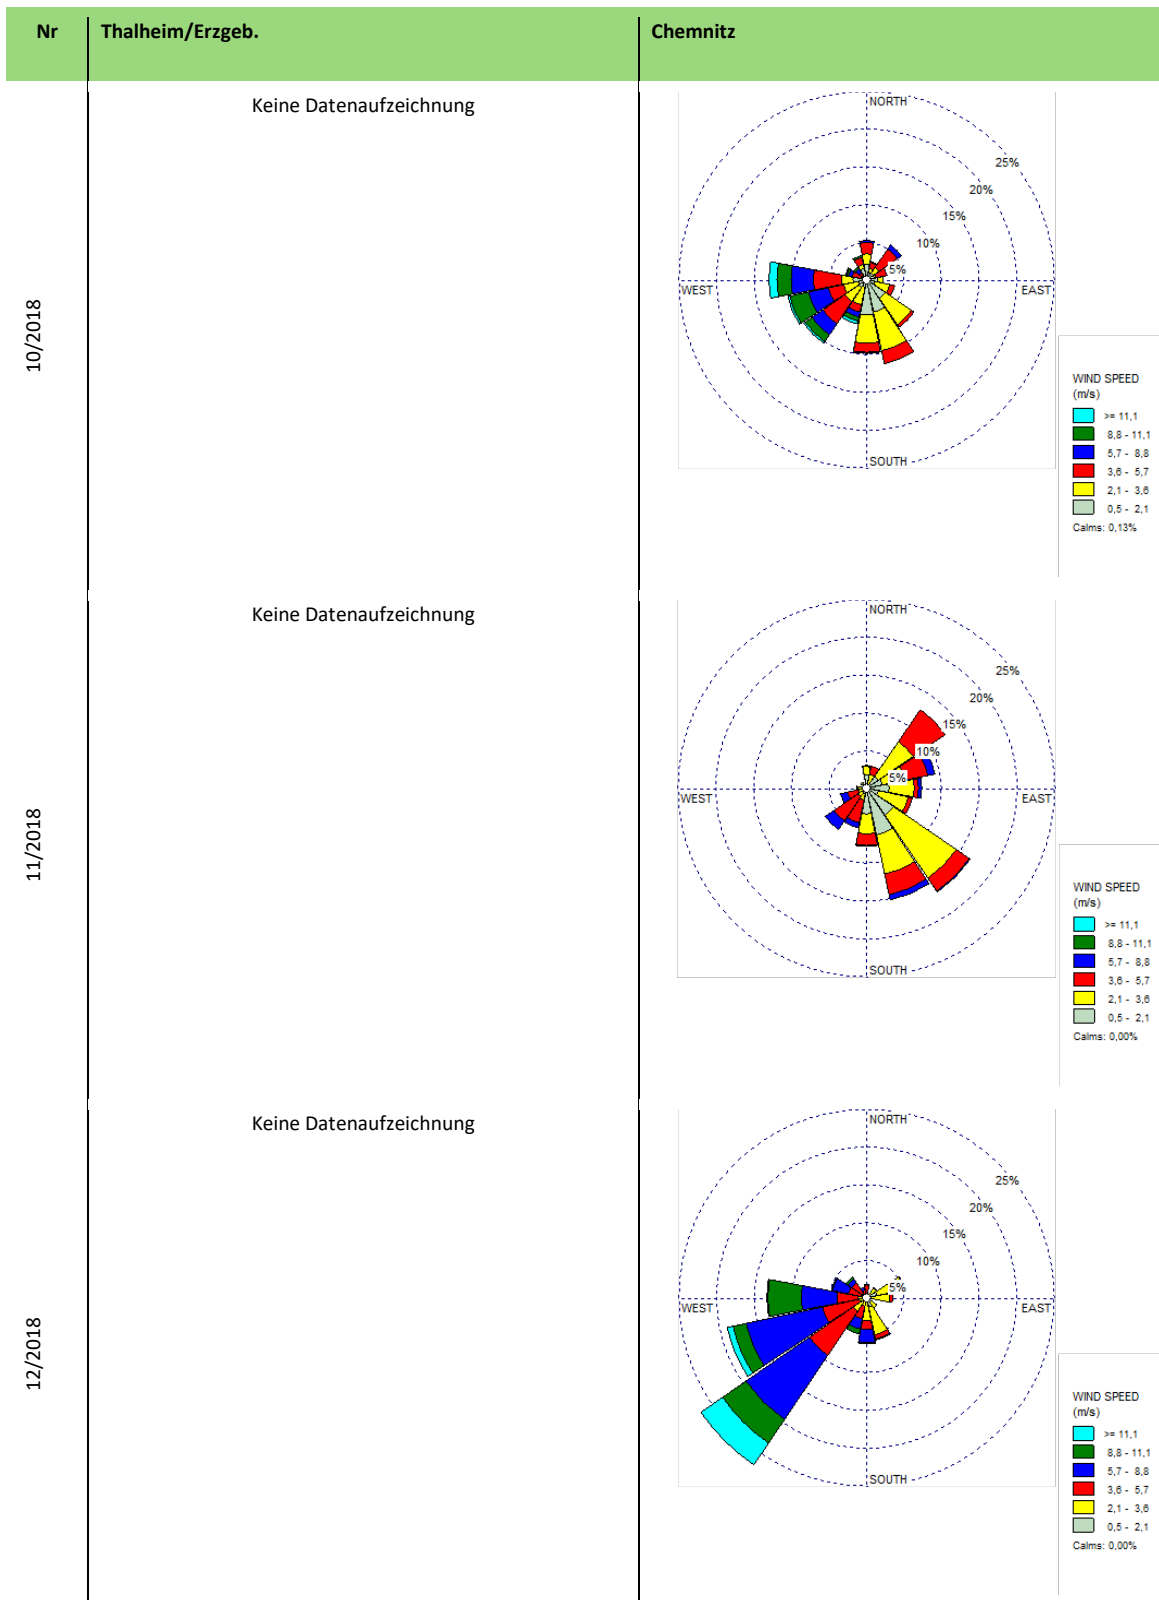 Nr Thalheim/Erzgeb. Chemnitz
10/2018
Keine Datenaufzeichnung
NORTH
25%
20%
15%
10%
5%
WEST EAST
SOUTH
WIND SPEED
(m/s)
>= 11,1
8,8 - 11,1
5,7 - 8,8
3,6 - 5,7
2,1 - 3,6
0,5 - 2,1
Calms: 0,13%
11/2018
Keine Datenaufzeichnung
NORTH
25%
20%
15%
10%
5%
WEST EAST
SOUTH
WIND SPEED
(m/s)
>= 11,1
8,8 - 11,1
5,7 - 8,8
3,6 - 5,7
2,1 - 3,6
0,5 - 2,1
Calms: 0,00%
12/2018
Keine Datenaufzeichnung
NORTH
25%
20%
15%
10%
5%
WEST EAST
SOUTH
WIND SPEED
(m/s)
>= 11,1
8,8 - 11,1
5,7 - 8,8
3,6 - 5,7
2,1 - 3,6
0,5 - 2,1
Calms: 0,00%